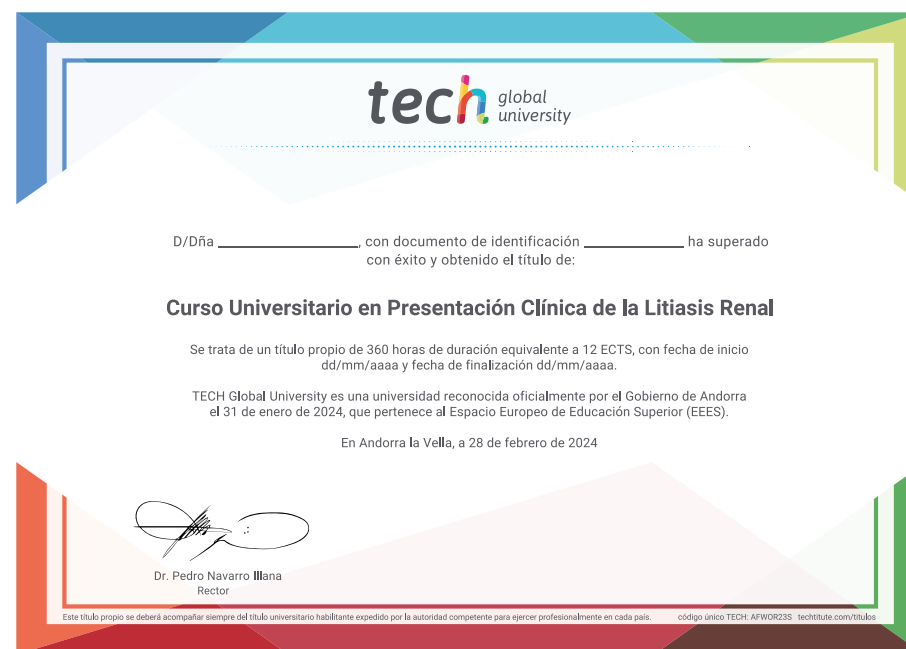 tech global university
D/Dña ____________________, con documento de identificación ______________ ha superado
con éxito y obtenido el título de:
Curso Universitario en Presentación Clínica de la Litiasis Renal
Se trata de un título propio de 360 horas de duración equivalente a 12 ECTS, con fecha de inicio
dd/mm/aaaa y fecha de finalización dd/mm/aaaa.
TECH Global University es una universidad reconocida oficialmente por el Gobierno de Andorra
el 31 de enero de 2024, que pertenece al Espacio Europeo de Educación Superior (EEES).
En Andorra la Vella, a 28 de febrero de 2024
Dr. Pedro Navarro Illana
Rector
Este título propio se deberá acompañar siempre del título universitario habilitante expedido por la autoridad competente para ejercer profesionalmente en cada país. código único TECH: AFWOR23S techtitute.com/titulos